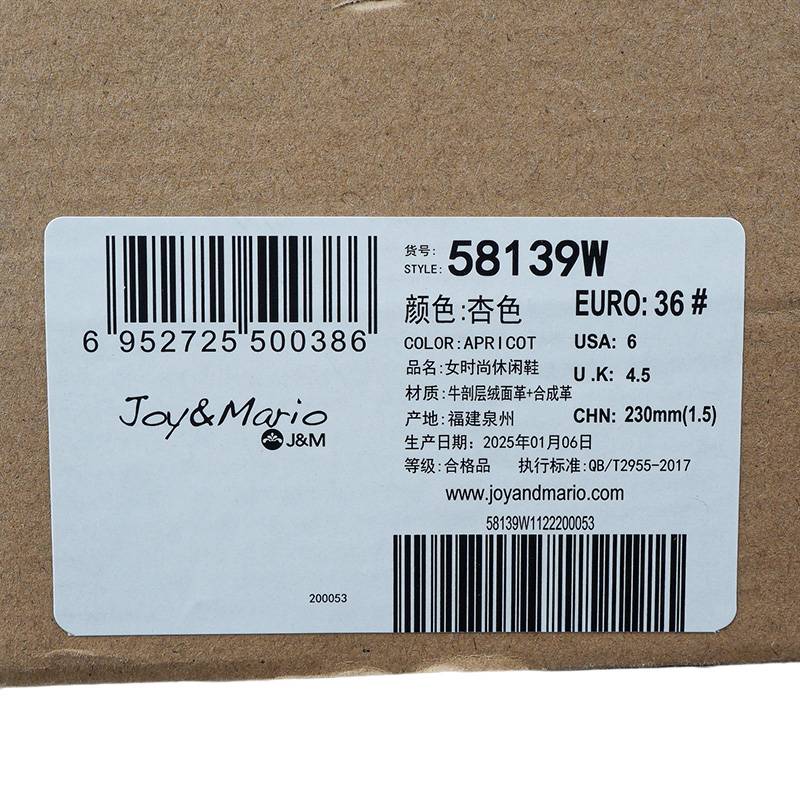 6 952725 500386
Joy&Mario
J&M
200053
货号:
STYLE: 58139W
颜色:杏色 EURO: 36 #
COLOR:APRICOT USA: 6
品名:女时尚休闲鞋
U .K: 4.5
材质:牛剖层绒面革+合成革
产地:福建泉州 CHN: 230mm(1.5)
生产日期: 2025年01月06日
等级:合格品 执行标准:QB/T2955-2017
www.joyandmario.com
58139W1122200053